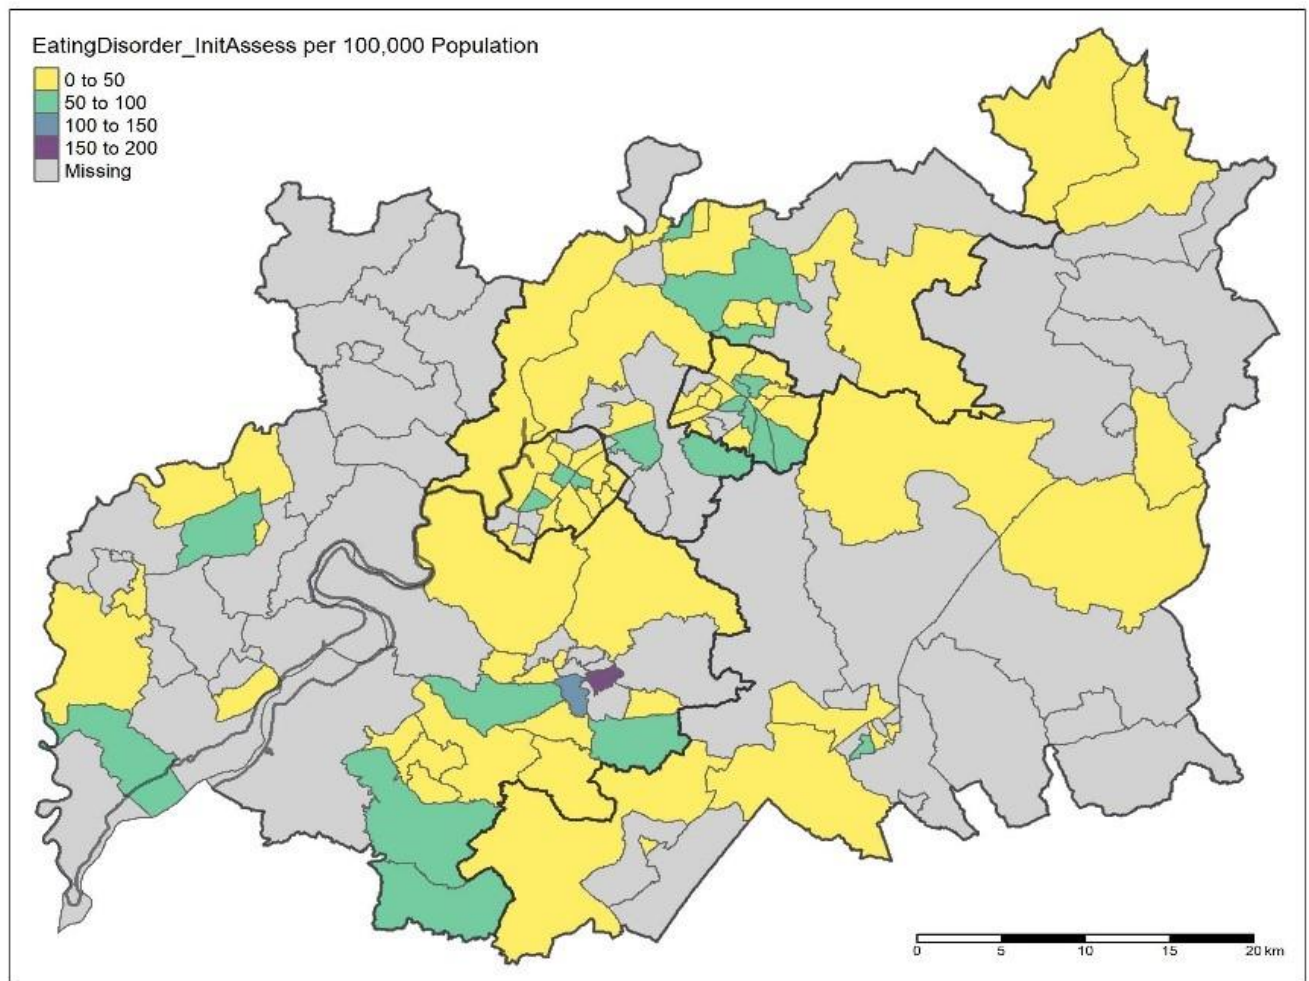 EatingDisorder_InitAssess per 100,000 Population
0 to 50
50 to 100
100 to 150
150 to 200
Missing
0 5 10 15 20 km